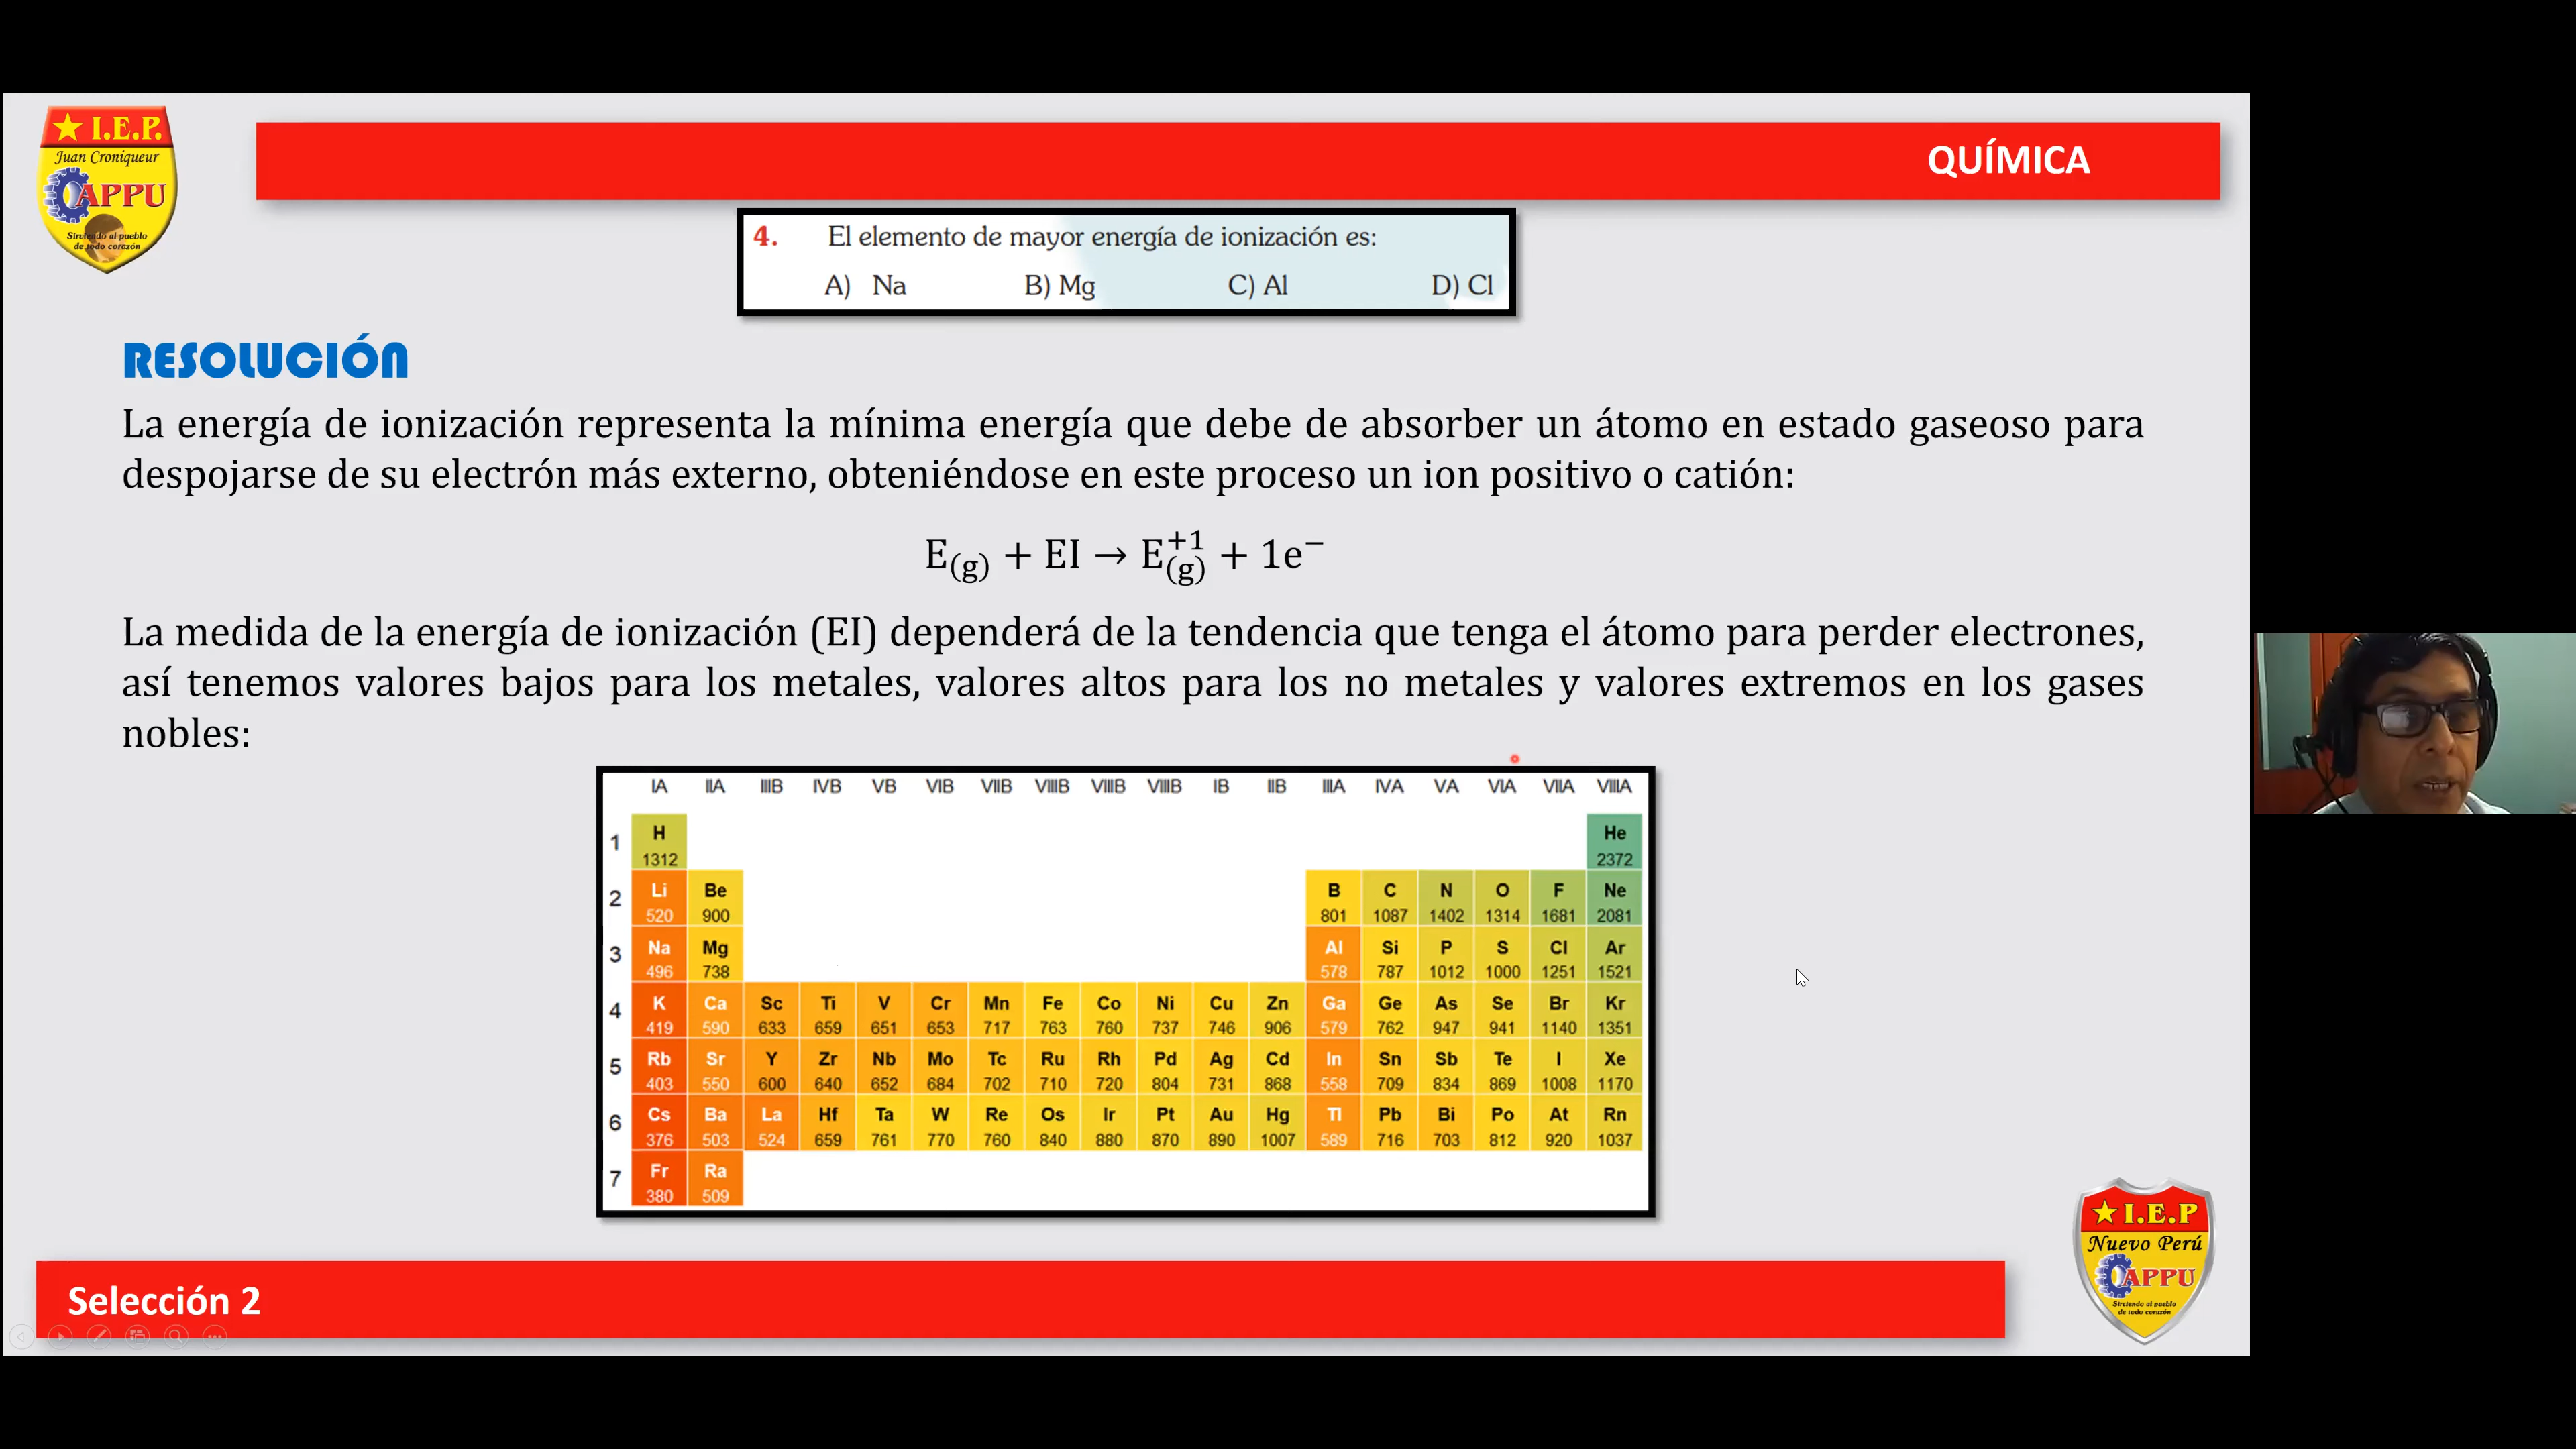 ★ I.E.P.
Juan Croniqueur
CAPPU
Sirviendo al pueblo
de todo corazón
QUÍMICA
4. El elemento de mayor energía de ionización es:
A) Na B) Mg C) Al D) Cl
RESOLUCIÓN
La energía de ionización representa la mínima energía que debe de absorber un átomo en estado gaseoso para
despojarse de su electrón más externo, obteniéndose en este proceso un ion positivo o catión:
E(g) + EI → E(g)+1 + 1e−
La medida de la energía de ionización (EI) dependerá de la tendencia que tenga el átomo para perder electrones,
así tenemos valores bajos para los metales, valores altos para los no metales y valores extremos en los gases
nobles:
IA IIA IIIB IVB VB VIB VIIB VIIIB VIIIB VIIIB IB IIB IIIA IVA VA VIA VIIA VIIIA
1 H He
1312 2372
2 Li Be B C N O F Ne
520 900 801 1087 1402 1314 1681 2081
3 Na Mg Al Si P S Cl Ar
496 738 578 787 1012 1000 1251 1521
4 K Ca Sc Ti V Cr Mn Fe Co Ni Cu Zn Ga Ge As Se Br Kr
419 590 633 659 651 653 717 763 760 737 746 906 579 762 947 941 1140 1351
5 Rb Sr Y Zr Nb Mo Tc Ru Rh Pd Ag Cd In Sn Sb Te I Xe
403 550 600 640 652 684 702 710 720 804 731 868 558 709 834 869 1008 1170
6 Cs Ba La Hf Ta W Re Os Ir Pt Au Hg Tl Pb Bi Po At Rn
376 503 524 659 761 770 760 840 880 870 890 1007 589 716 703 812 920 1037
7 Fr Ra
380 509
★ I.E.P
Nuevo Perú
CAPPU
Sirviendo al pueblo
de todo corazón
Selección 2